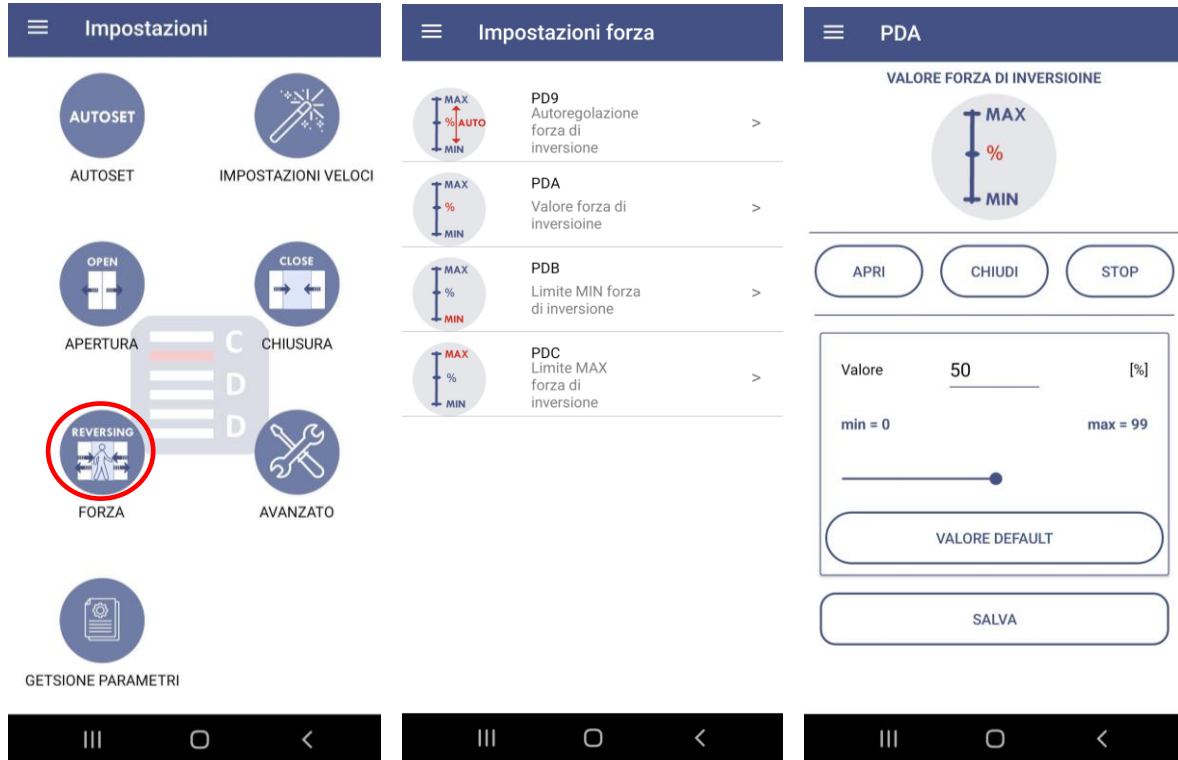 Impostazioni
AUTOSET
AUTOSET
IMPOSTAZIONI VELOCI
OPEN
APERTURA
CLOSE
CHIUSURA
C
D
D
REVERSING
FORZA
AVANZATO
GETSIONE PARAMETRI
Impostazioni forza
MAX
% AUTO
MIN
PD9
Autoregolazione
forza di
inversione
>
MAX
%
MIN
PDA
Valore forza di
inversioine
>
MAX
%
MIN
PDB
Limite MIN forza
di inversione
>
MAX
%
MIN
PDC
Limite MAX
forza di
inversione
>
PDA
VALORE FORZA DI INVERSIOINE
MAX
%
MIN
APRI
CHIUDI
STOP
Valore 50 [%]
min = 0 max = 99
VALORE DEFAULT
SALVA